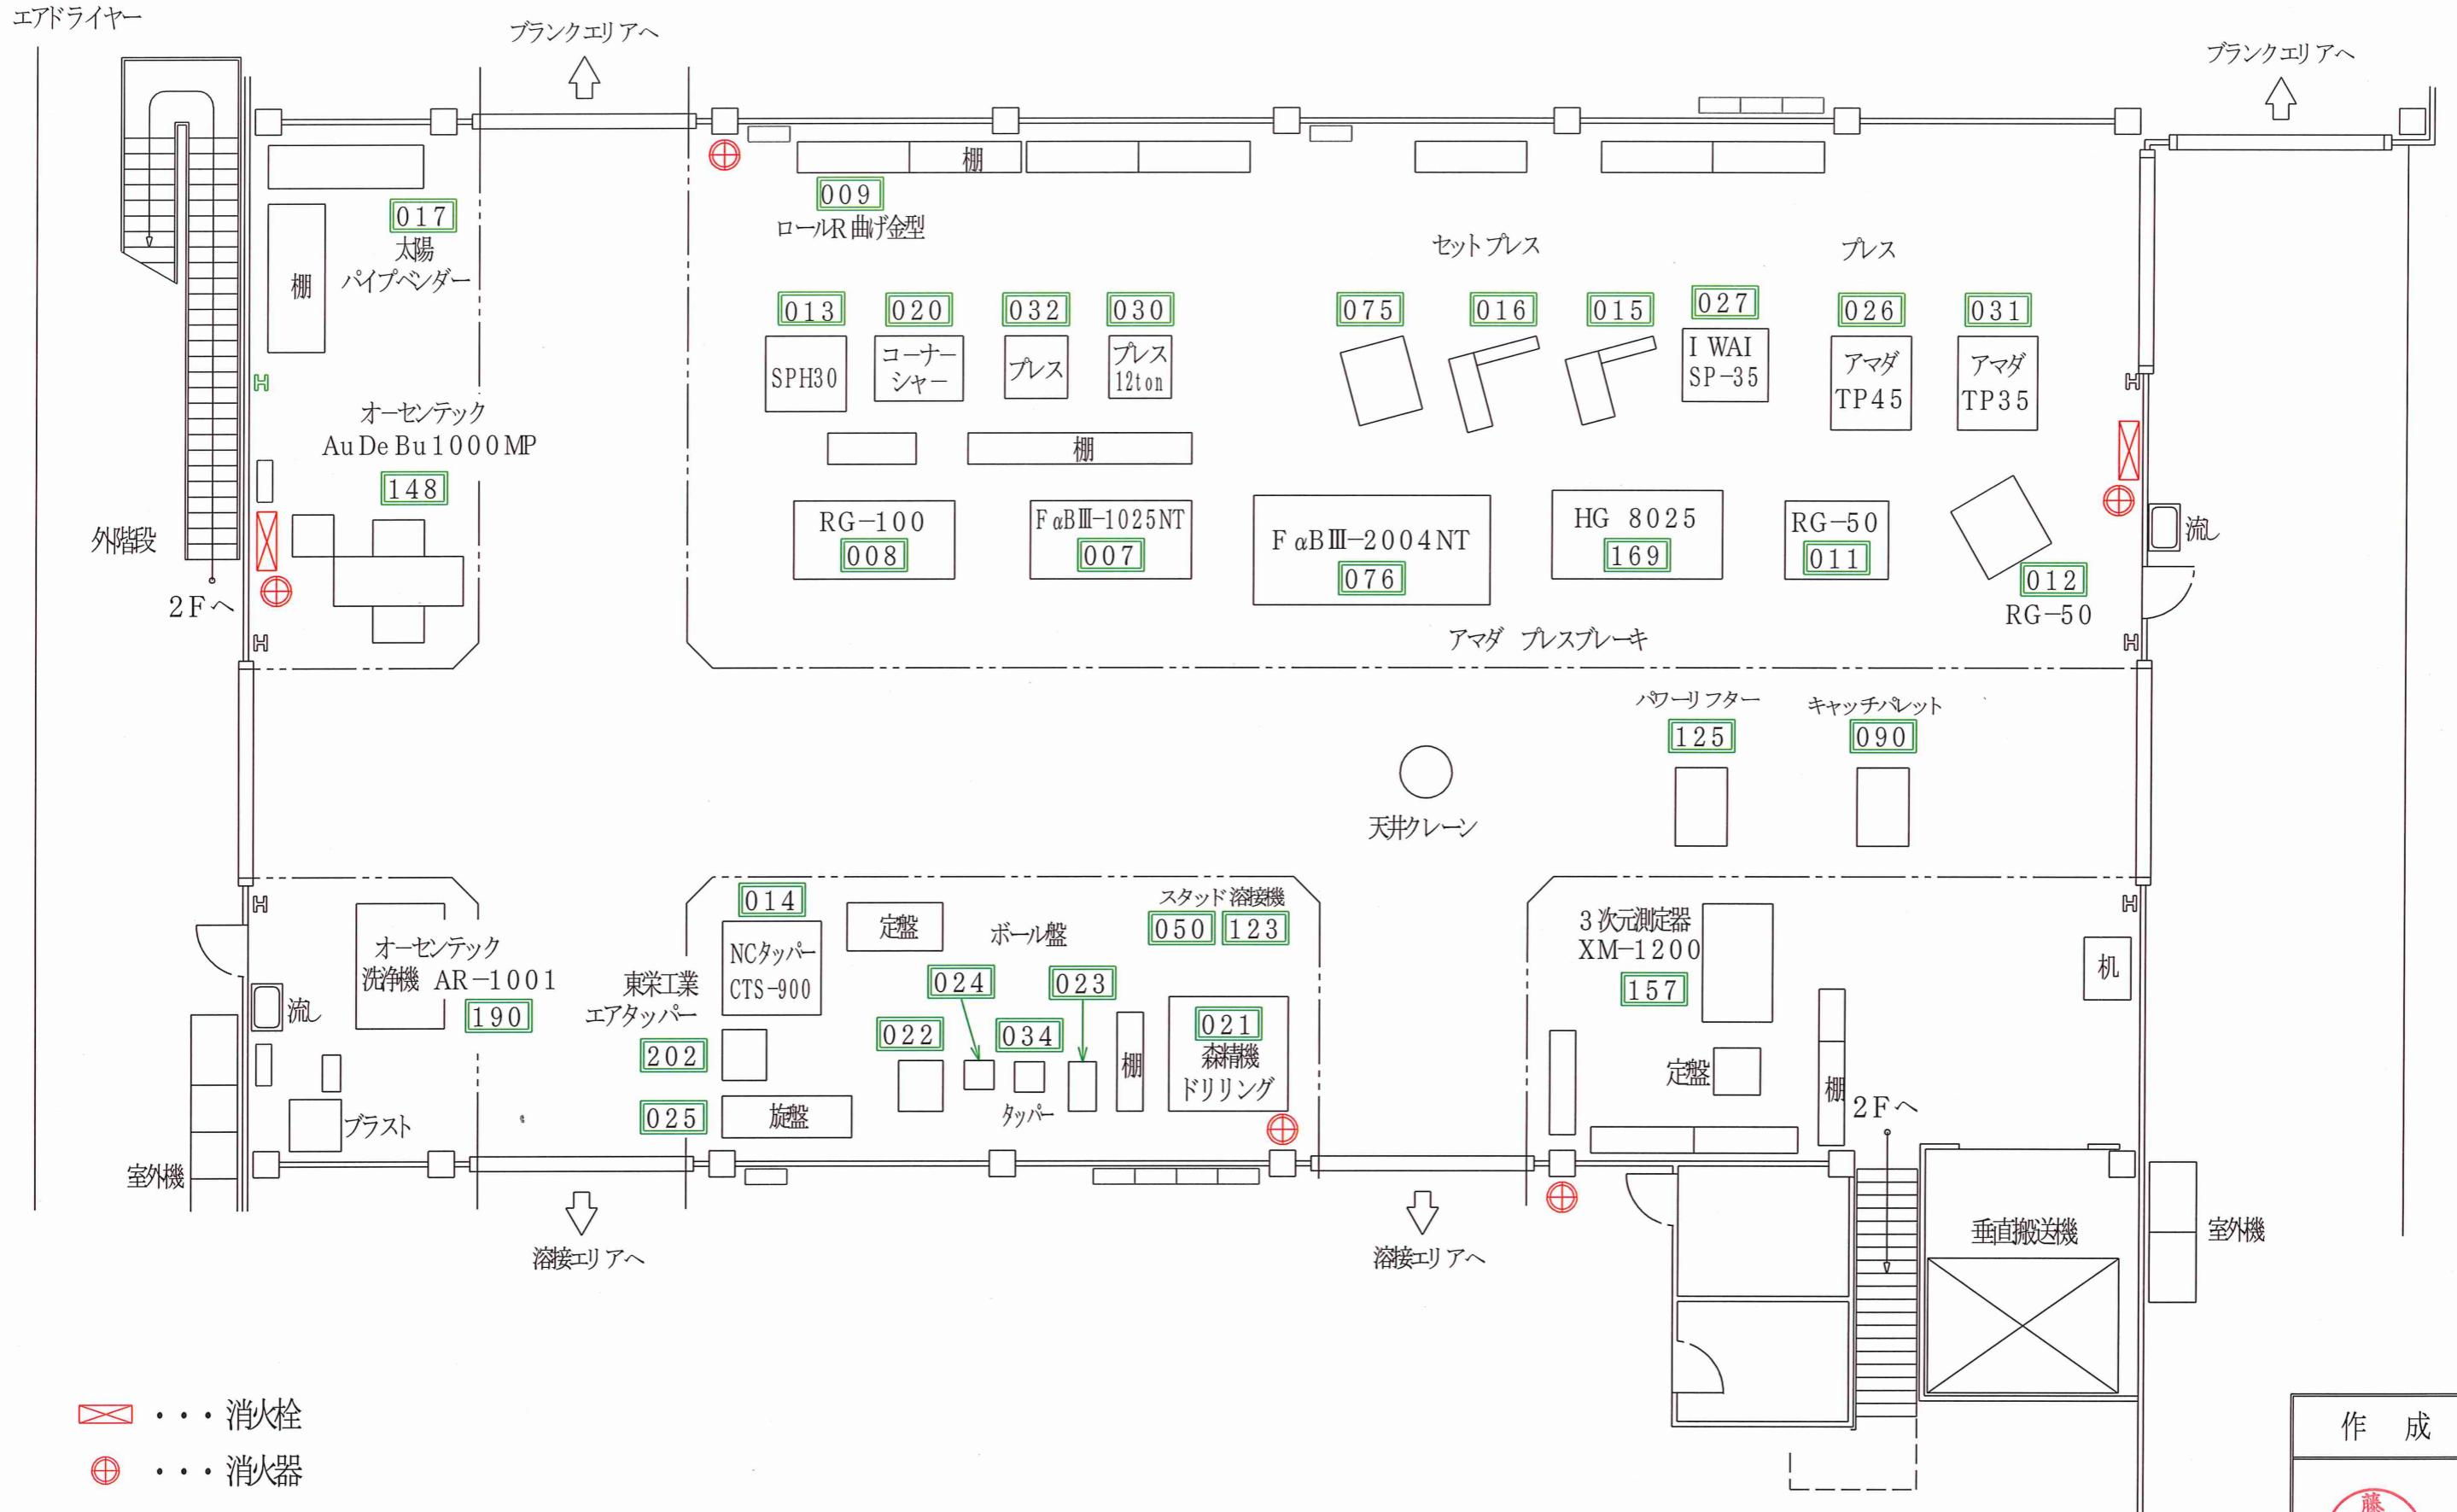 エアドライヤー
ブランクエリアへ
ブランクエリアへ
棚
009
ロールR曲げ金型
017
太陽
パイプベンダー
棚
セットプレス
プレス
013
020
032
030
075
016
015
027
026
031
SPH30
コーナー
シャー
プレス
プレス
12ton
IWAI
SP-35
アマダ
TP45
アマダ
TP35
オーセンテック
AuDeBu1000MP
148
棚
RG-100
008
FαBⅢ-1025NT
007
FαBⅢ-2004NT
076
HG 8025
169
RG-50
011
012
RG-50
流し
外階段
2Fへ
アマダ プレスブレーキ
パワーリフター
125
キャッチパレット
090
天井クレーン
014
NCタッパー
CTS-900
定盤
ボール盤
スタッド溶接機
050
123
3次元測定器
XM-1200
157
机
オーセンテック
洗浄機 AR-1001
190
流し
東栄工業
エアタッパー
202
025
旋盤
024
023
022
034
タッパー
棚
021
森精機
ドリリング
定盤
棚
2Fへ
ブラスト
室外機
溶接エリアへ
溶接エリアへ
垂直搬送機
室外機
・・・消火栓
・・・消火器
作 成
藤